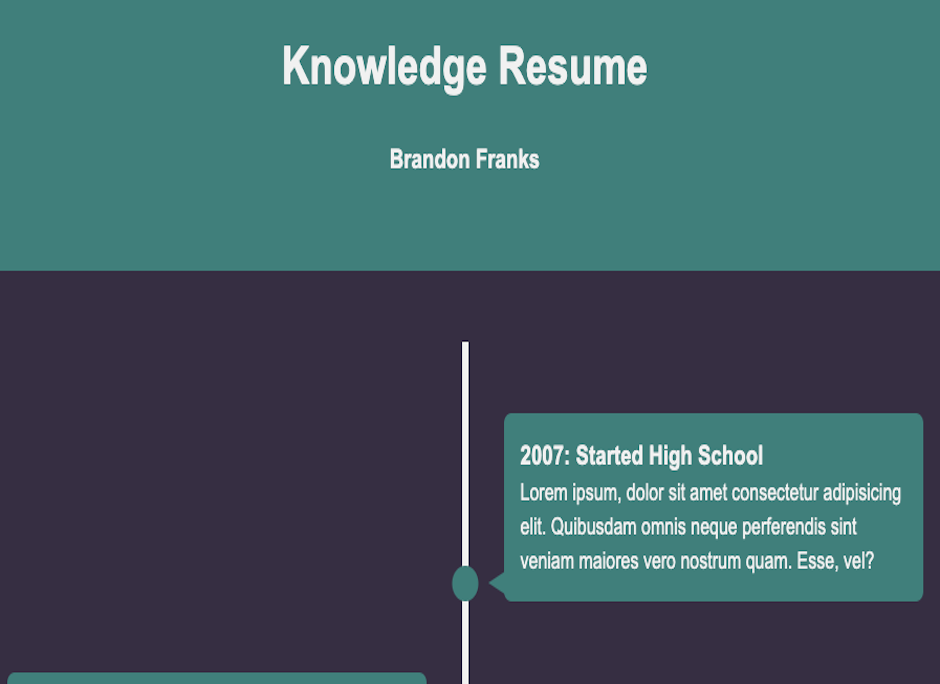 Knowledge Resume
Brandon Franks
2007: Started High School
Lorem ipsum, dolor sit amet consectetur adipisicing
elit. Quibusdam omnis neque perferendis sint
veniam maiores vero nostrum quam. Esse, vel?